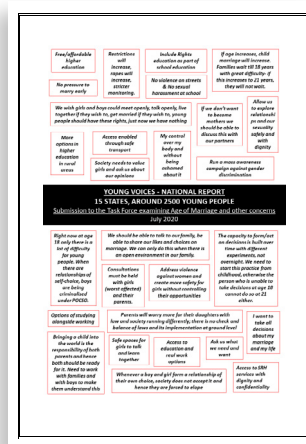 Free/affordable
higher
education
Restrictions
will
increase,
rapes will
increase,
stricter
monitoring.
Include Rights
education as part of
school education
If age increases, child
marriage will increase.
Families wait till 18
years with great
difficulty- if this
increases to 21 years,
they will not wait.
No pressure to
marry early
No violence on streets
& No sexual
harassment at school
We wish girls and boys could meet openly, talk openly, live
together if they wish to, get married if they wish to, young
people should have these rights, just now we have nothing
If we don't want
to become
mothers we
should be able to
discuss this with
our partners
Allow us
to explore
relationshi
ps and our
sexuality
safely and
with
dignity
More
options in
higher
education
in rural
areas
Access enabled
through safe
transport
My control
over my
body and
without
being
ashamed
about it
Society needs to value
girls and ask us about
our opinions
Run a mass awareness
campaign against gender
discrimination
YOUNG VOICES - NATIONAL REPORT
15 STATES, AROUND 2500 YOUNG PEOPLE
Submission to the Task Force examining Age of Marriage and other concerns
July 2020
Right now at age
18 only there is a
lot of difficulty
for young
people. When
there are
relationships of
self-choice, boys
are being
criminalised
under POCSO.
We should be able to talk to our family, be
able to share our likes and choices on
marriage. We can only do this when there is
an open environment in our family.
The capacity to form/act
on decisions is built over
time with different
experiments, not
overnight. We need to
start this practice from
childhood, otherwise the
person who is unable to
take decisions at age 18
cannot do so at 21
either.
Consultations
must be held
with girls
(worst affected)
and their
parents.
Address violence
against women and
create more safety for
girls without controlling
their opportunities
Options of studying
alongside working
Parents will worry more for their daughters with
law and society running differently, there is no check and
balance of laws and its implementation at ground level
I want to
take all
decisions
about my
marriage
and my life
Bringing a child into
the world is the
responsibility of both
parents and hence
both should be ready
for it. Need to work
with families and
with boys to make
them understand this
Safe spaces for
girls to talk
and learn
together
Access to
education and
real work
options
Ask us what
we need and
want
Whenever a boy and girl form a relationship of
their own choice, society does not accept it and
hence they are forced to elope
Access to SRH
services with
dignity and
confidentiality